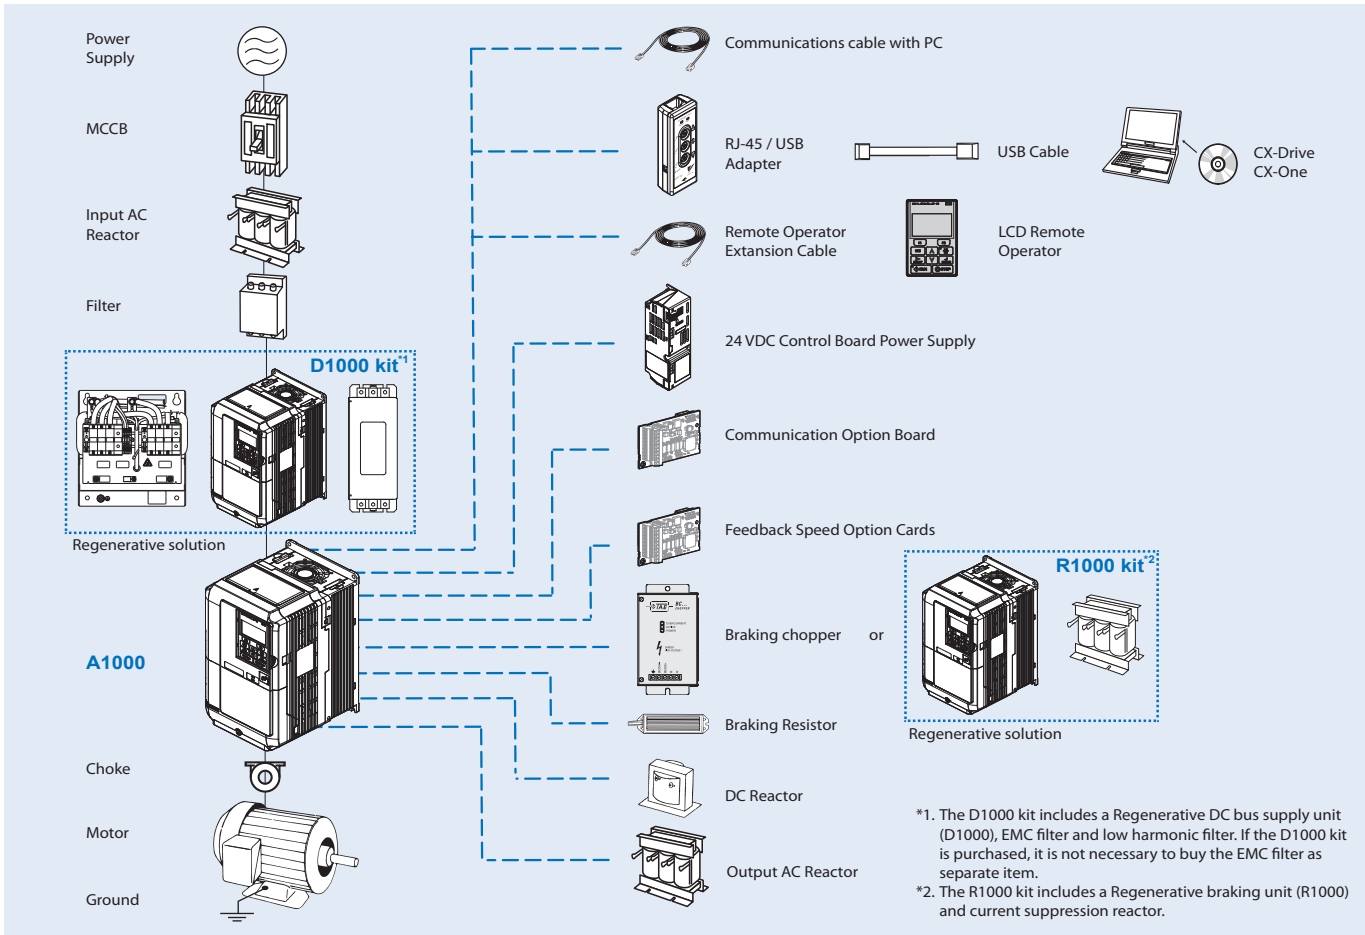 Power
Supply
MCCB
Input AC
Reactor
Filter
D1000 kit*1
Regenerative solution
A1000
Choke
Motor
Ground
Communications cable with PC
RJ-45 / USB
Adapter
USB Cable
CX-Drive
CX-One
Remote Operator
Extension Cable
LCD Remote
Operator
24 VDC Control Board Power Supply
Communication Option Board
Feedback Speed Option Cards
Braking chopper
or
R1000 kit*2
Regenerative solution
Braking Resistor
DC Reactor
Output AC Reactor
*1. The D1000 kit includes a Regenerative DC bus supply unit
(D1000), EMC filter and low harmonic filter. If the D1000 kit
is purchased, it is not necessary to buy the EMC filter as
separate item.
*2. The R1000 kit includes a Regenerative braking unit (R1000)
and current suppression reactor.